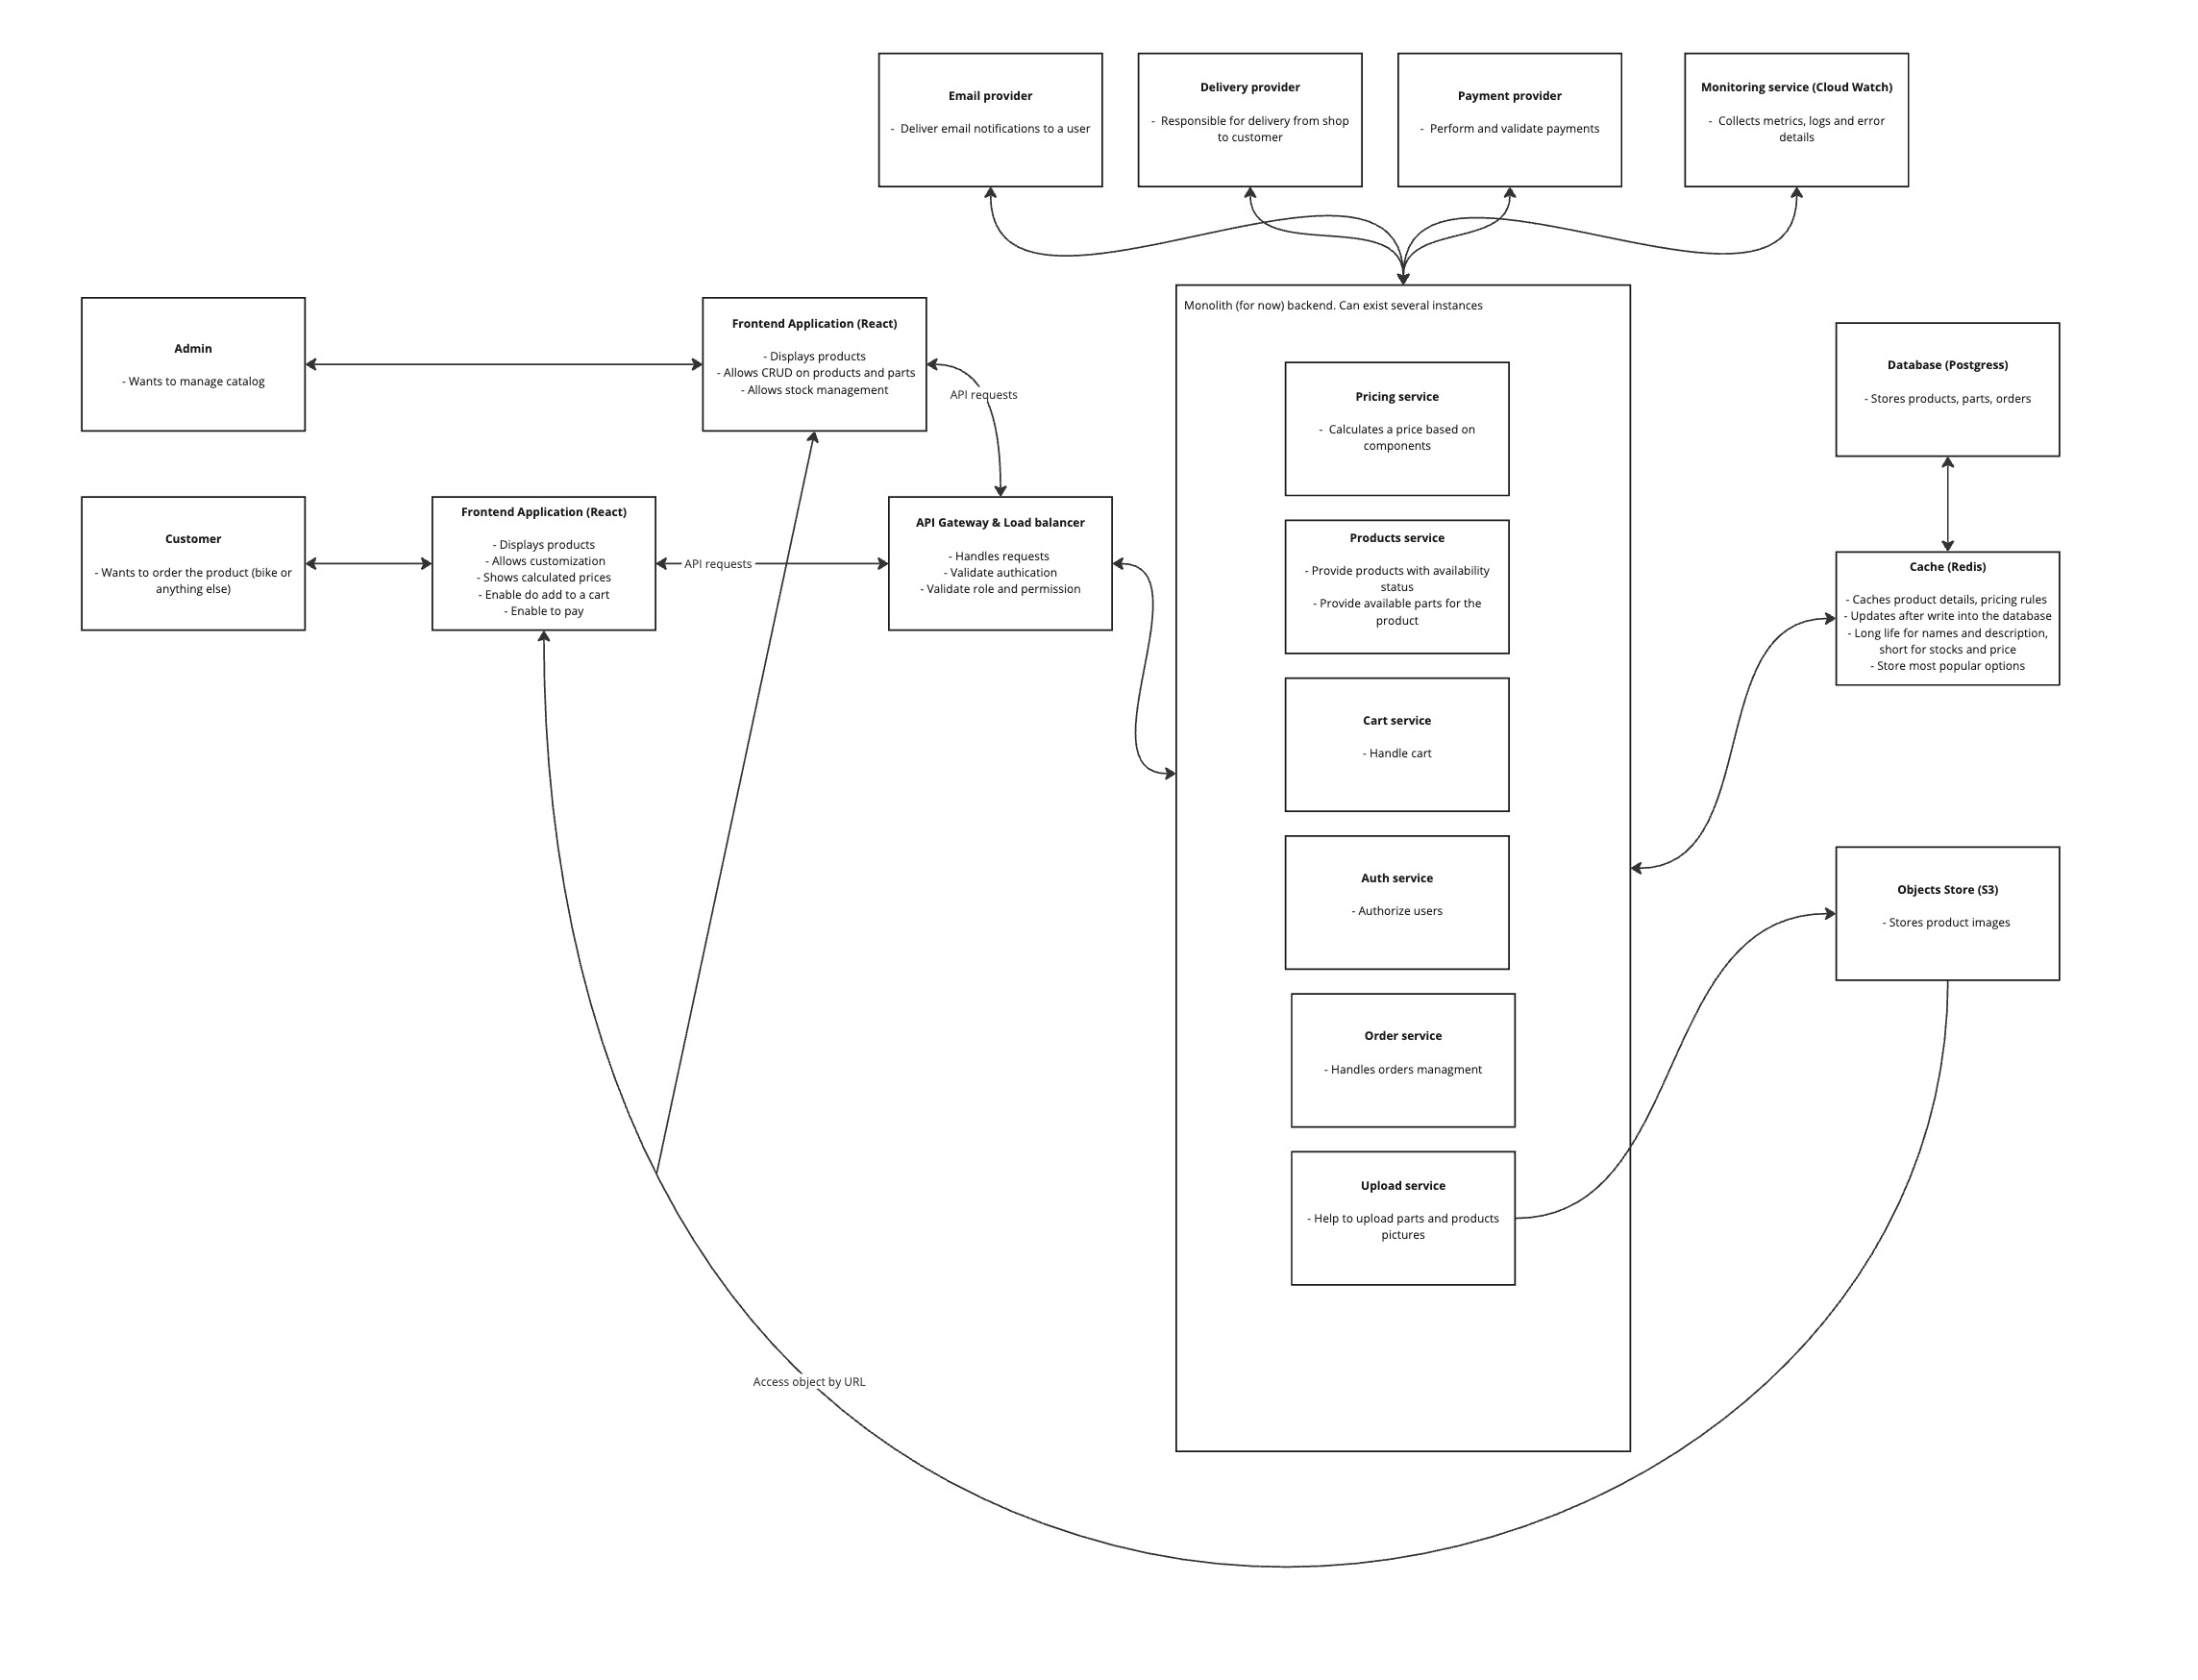 Email provider
- Deliver email notifications to a user
Delivery provider
- Responsible for delivery from shop
to customer
Payment provider
- Perform and validate payments
Monitoring service (Cloud Watch)
- Collects metrics, logs and error
details
Admin
- Wants to manage catalog
Frontend Application (React)
- Displays products
- Allows CRUD on products and parts
- Allows stock management
API requests
Customer
- Wants to order the product (bike or
anything else)
Frontend Application (React)
- Displays products
- Allows customization
- Shows calculated prices
- Enable do add to a cart
- Enable to pay
API requests
API Gateway & Load balancer
- Handles requests
- Validate authication
- Validate role and permission
Monolith (for now) backend. Can exist several instances
Pricing service
- Calculates a price based on
components
Products service
- Provide products with availability
status
- Provide available parts for the
product
Cart service
- Handle cart
Auth service
- Authorize users
Order service
- Handles orders managment
Upload service
- Help to upload parts and products
pictures
Database (Postgress)
- Stores products, parts, orders
Cache (Redis)
- Caches product details, pricing rules
- Updates after write into the database
- Long life for names and description,
short for stocks and price
- Store most popular options
Objects Store (S3)
- Stores product images
Access object by URL